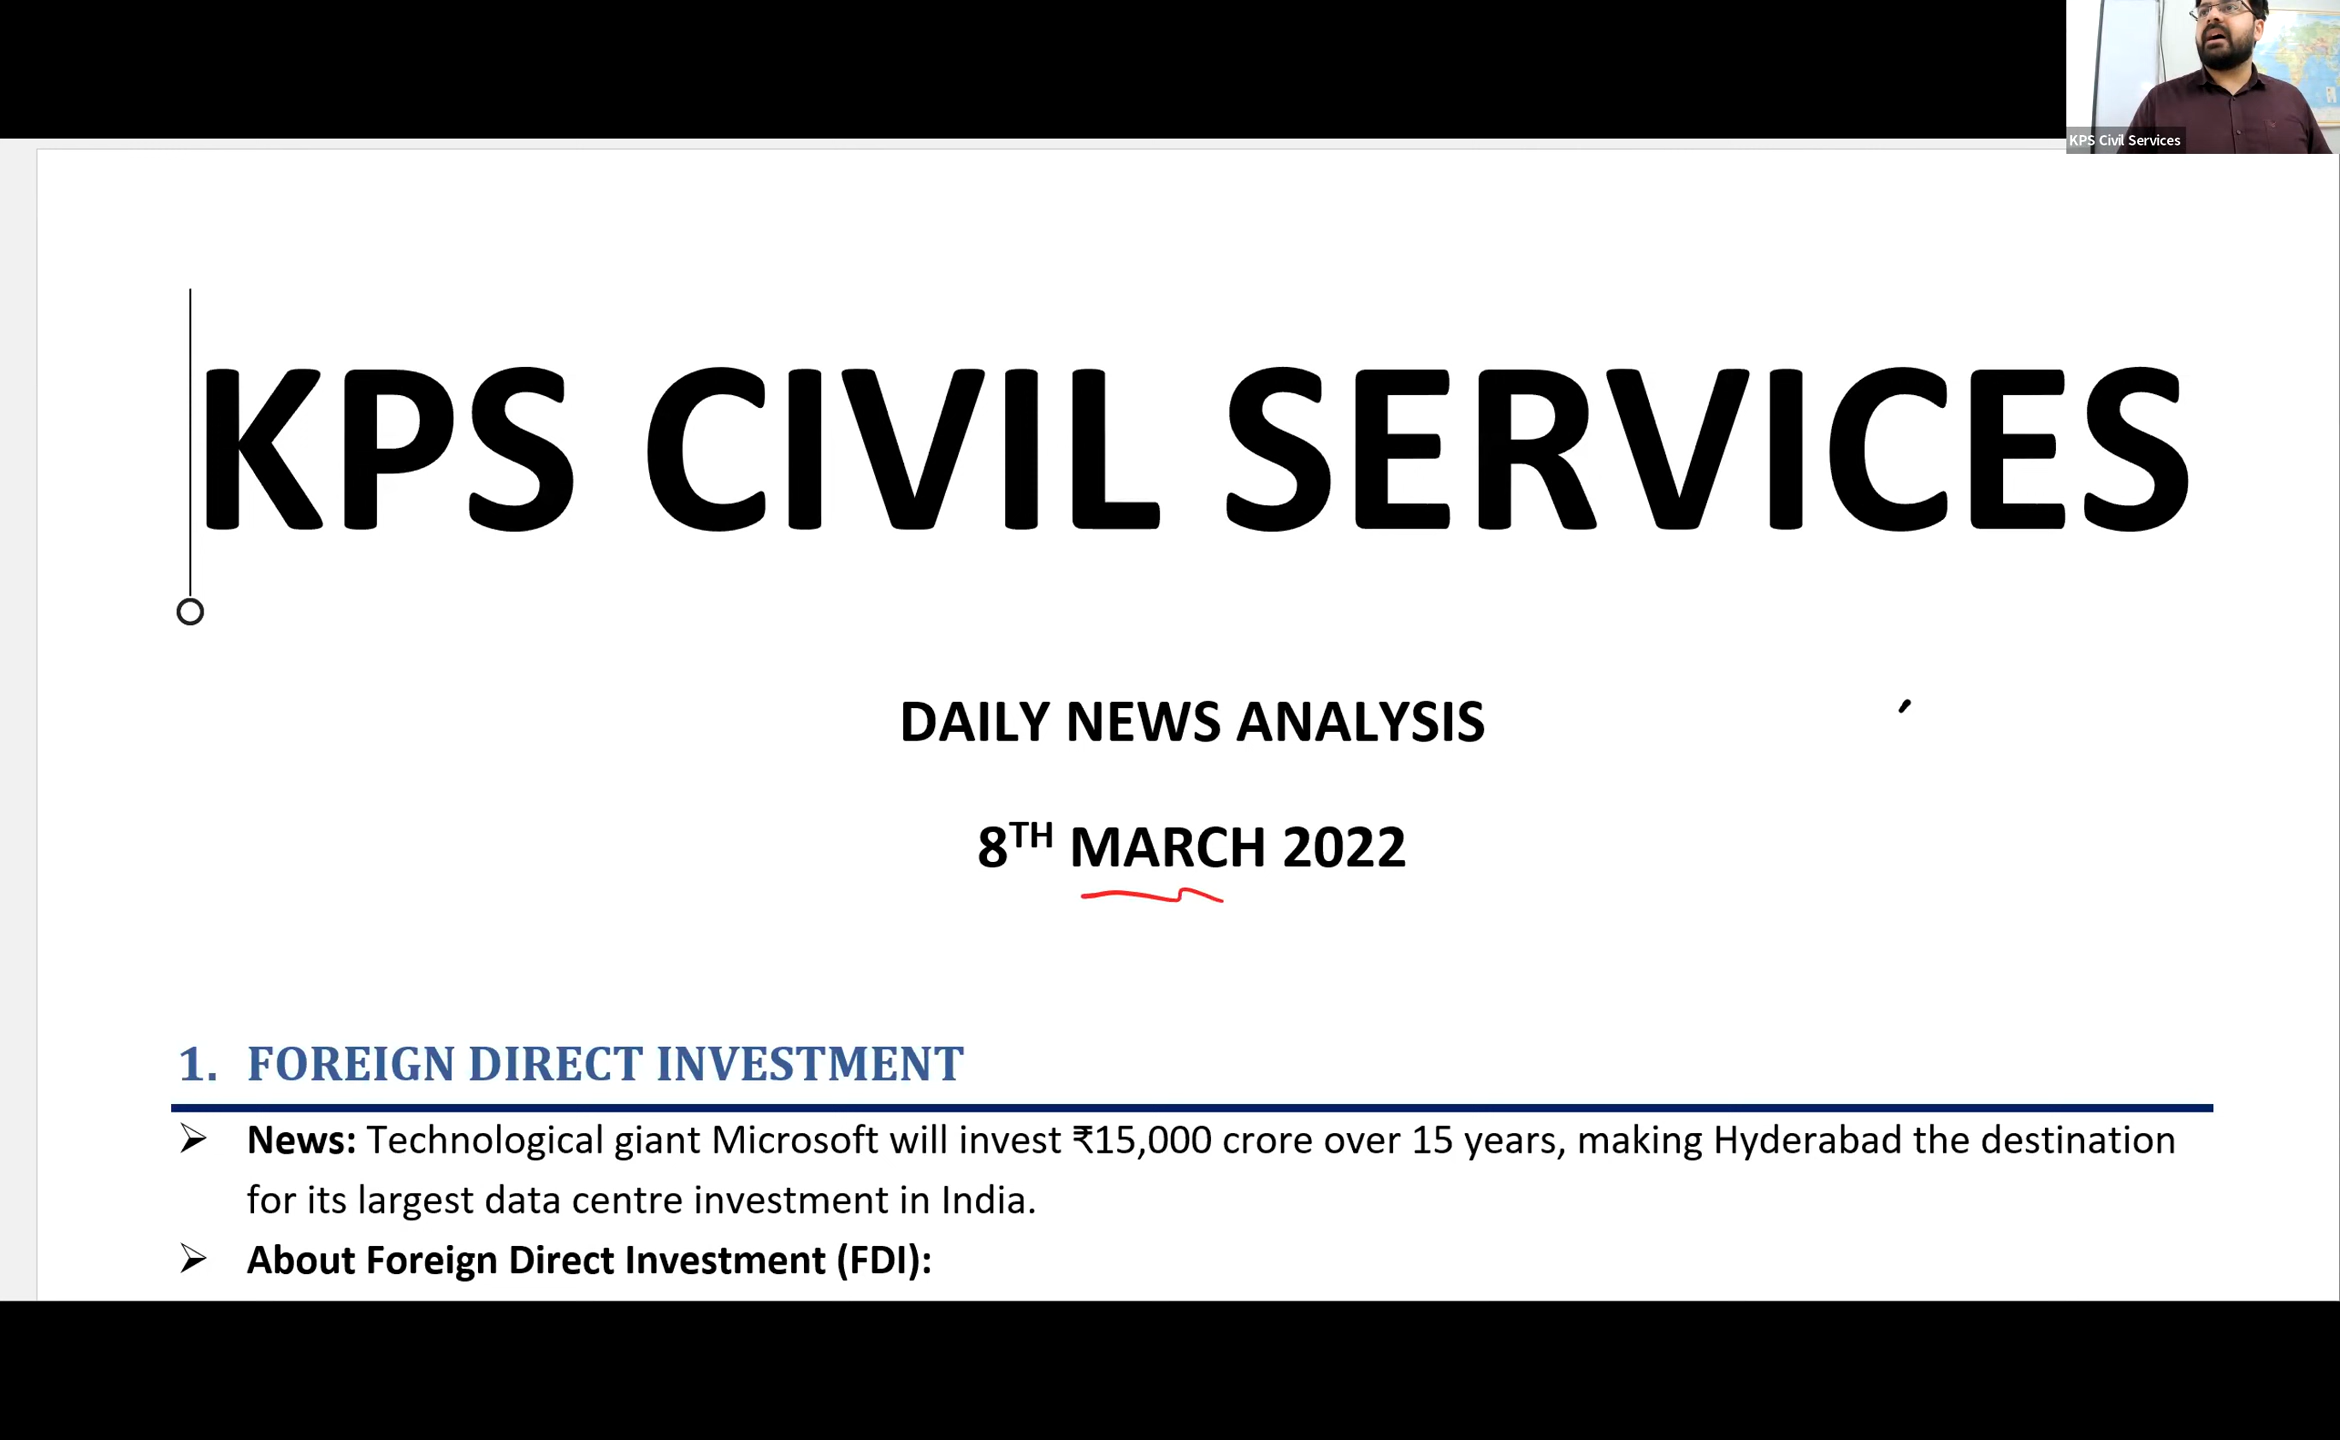 KPS Civil Services
KPS CIVIL SERVICES
DAILY NEWS ANALYSIS
8TH MARCH 2022
1. FOREIGN DIRECT INVESTMENT
➢ News: Technological giant Microsoft will invest ₹15,000 crore over 15 years, making Hyderabad the destination
for its largest data centre investment in India.
➢ About Foreign Direct Investment (FDI):